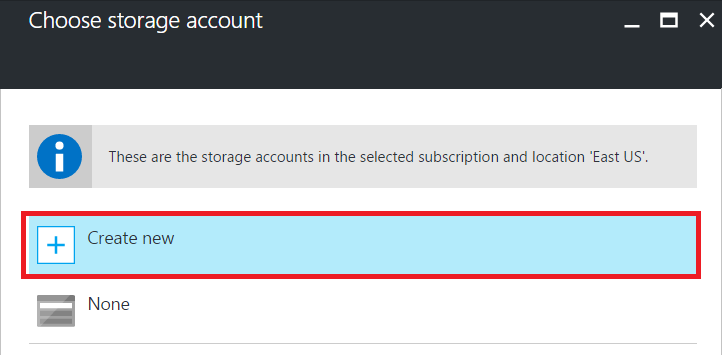 Choose storage account
These are the storage accounts in the selected subscription and location 'East US'.
Create new
None